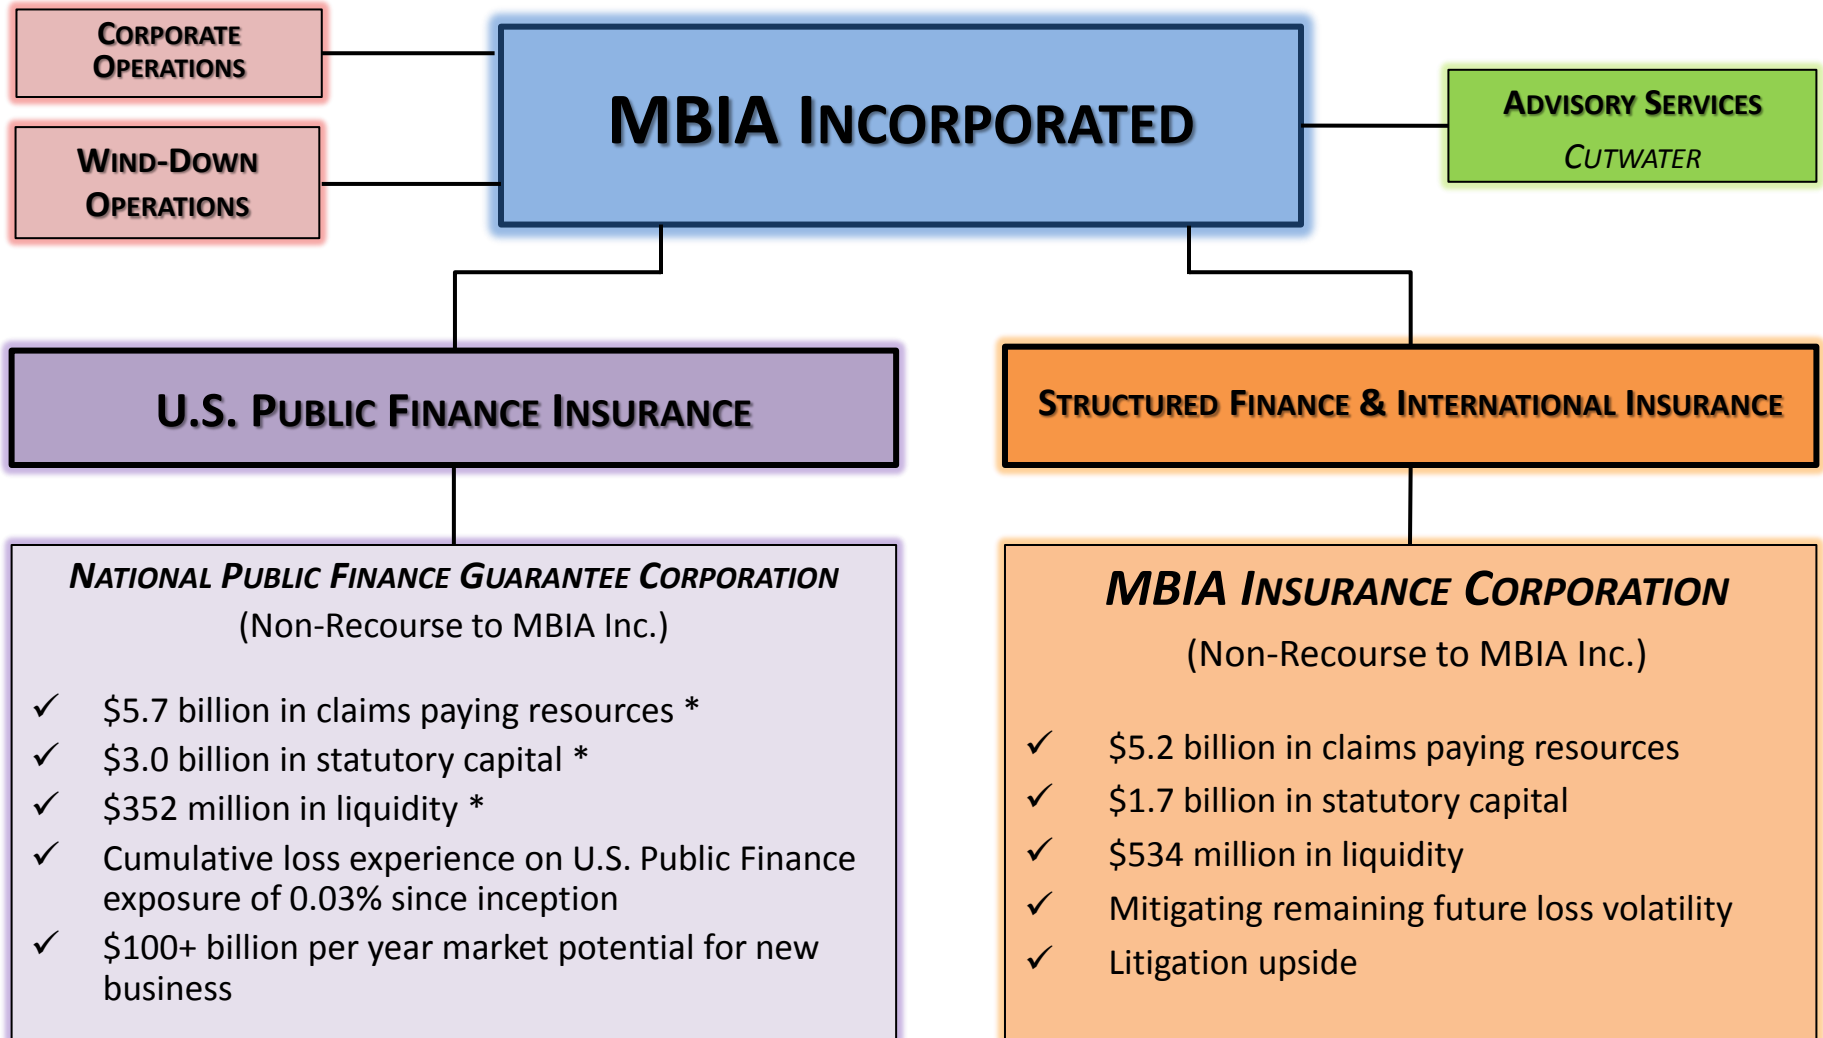 CORPORATE
OPERATIONS
WIND-DOWN
OPERATIONS
MBIA INCORPORATED
ADVISORY SERVICES
CUTWATER
U.S. PUBLIC FINANCE INSURANCE
STRUCTURED FINANCE & INTERNATIONAL INSURANCE
NATIONAL PUBLIC FINANCE GUARANTEE CORPORATION
(Non-Recourse to MBIA Inc.)
✓ $5.7 billion in claims paying resources *
✓ $3.0 billion in statutory capital *
✓ $352 million in liquidity *
✓ Cumulative loss experience on U.S. Public Finance
exposure of 0.03% since inception
✓ $100+ billion per year market potential for new
business
MBIA INSURANCE CORPORATION
(Non-Recourse to MBIA Inc.)
✓ $5.2 billion in claims paying resources
✓ $1.7 billion in statutory capital
✓ $534 million in liquidity
✓ Mitigating remaining future loss volatility
✓ Litigation upside